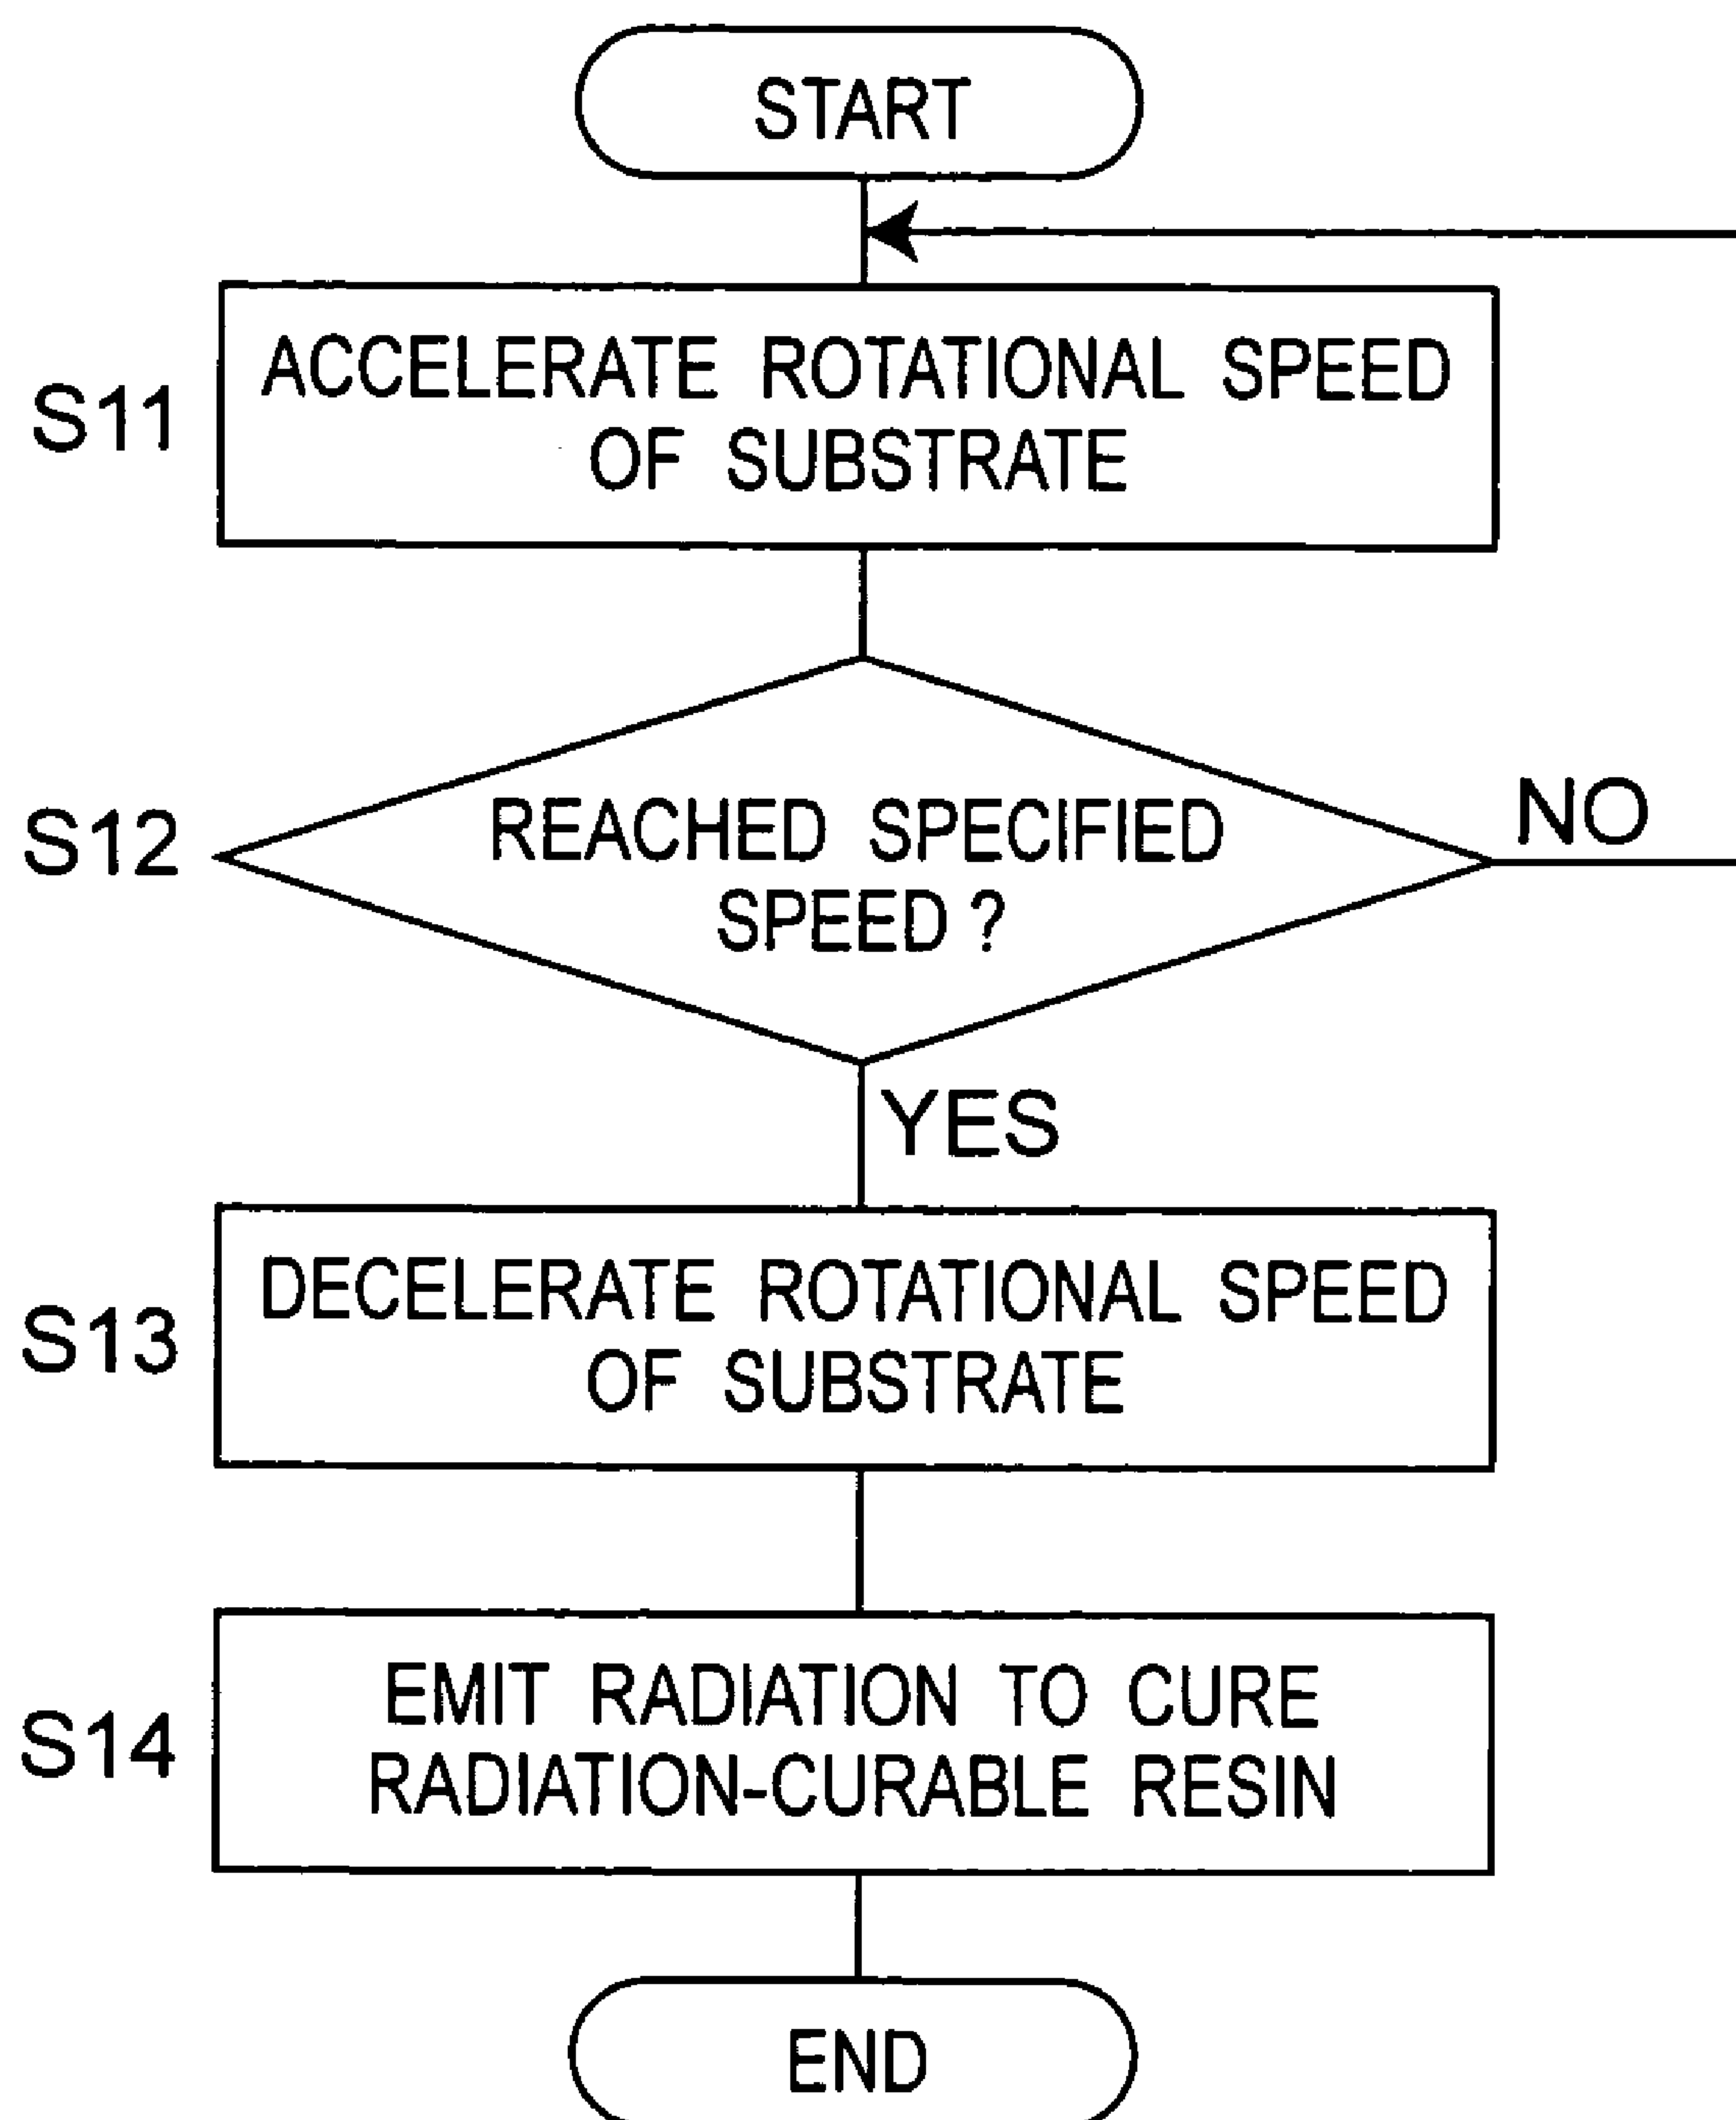 START
S11
ACCELERATE ROTATIONAL SPEED
OF SUBSTRATE
S12
REACHED SPECIFIED
SPEED ?
NO
YES
S13
DECELERATE ROTATIONAL SPEED
OF SUBSTRATE
S14
EMIT RADIATION TO CURE
RADIATION-CURABLE RESIN
END